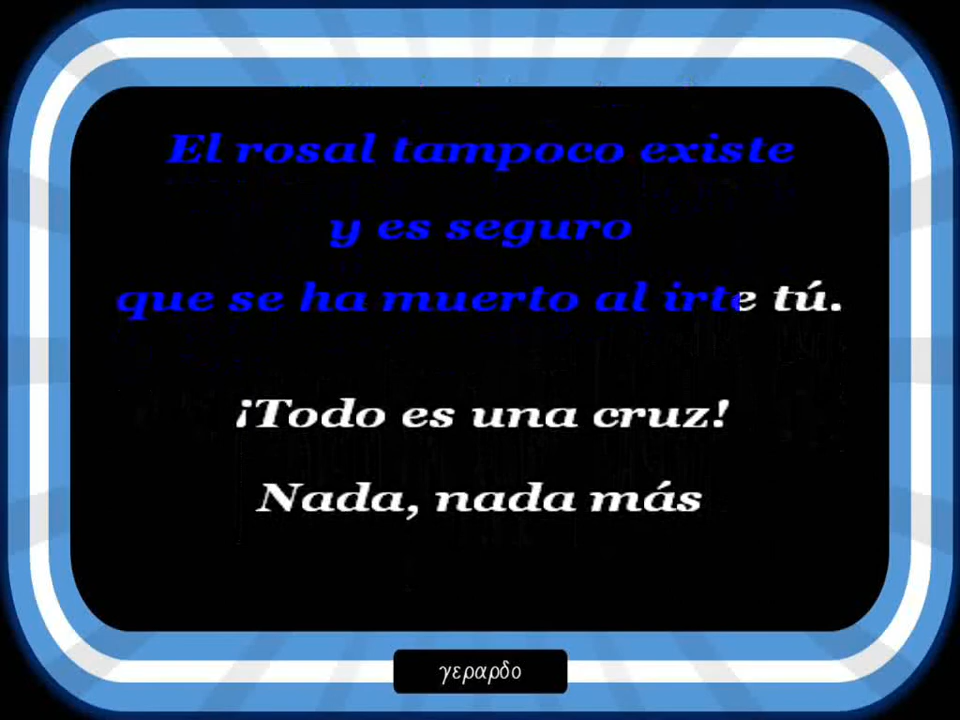 El rosal tampoco existe
y es seguro
que se ha muerto al irte tú.
¡Todo es una cruz!
Nada, nada más
γεραρδο